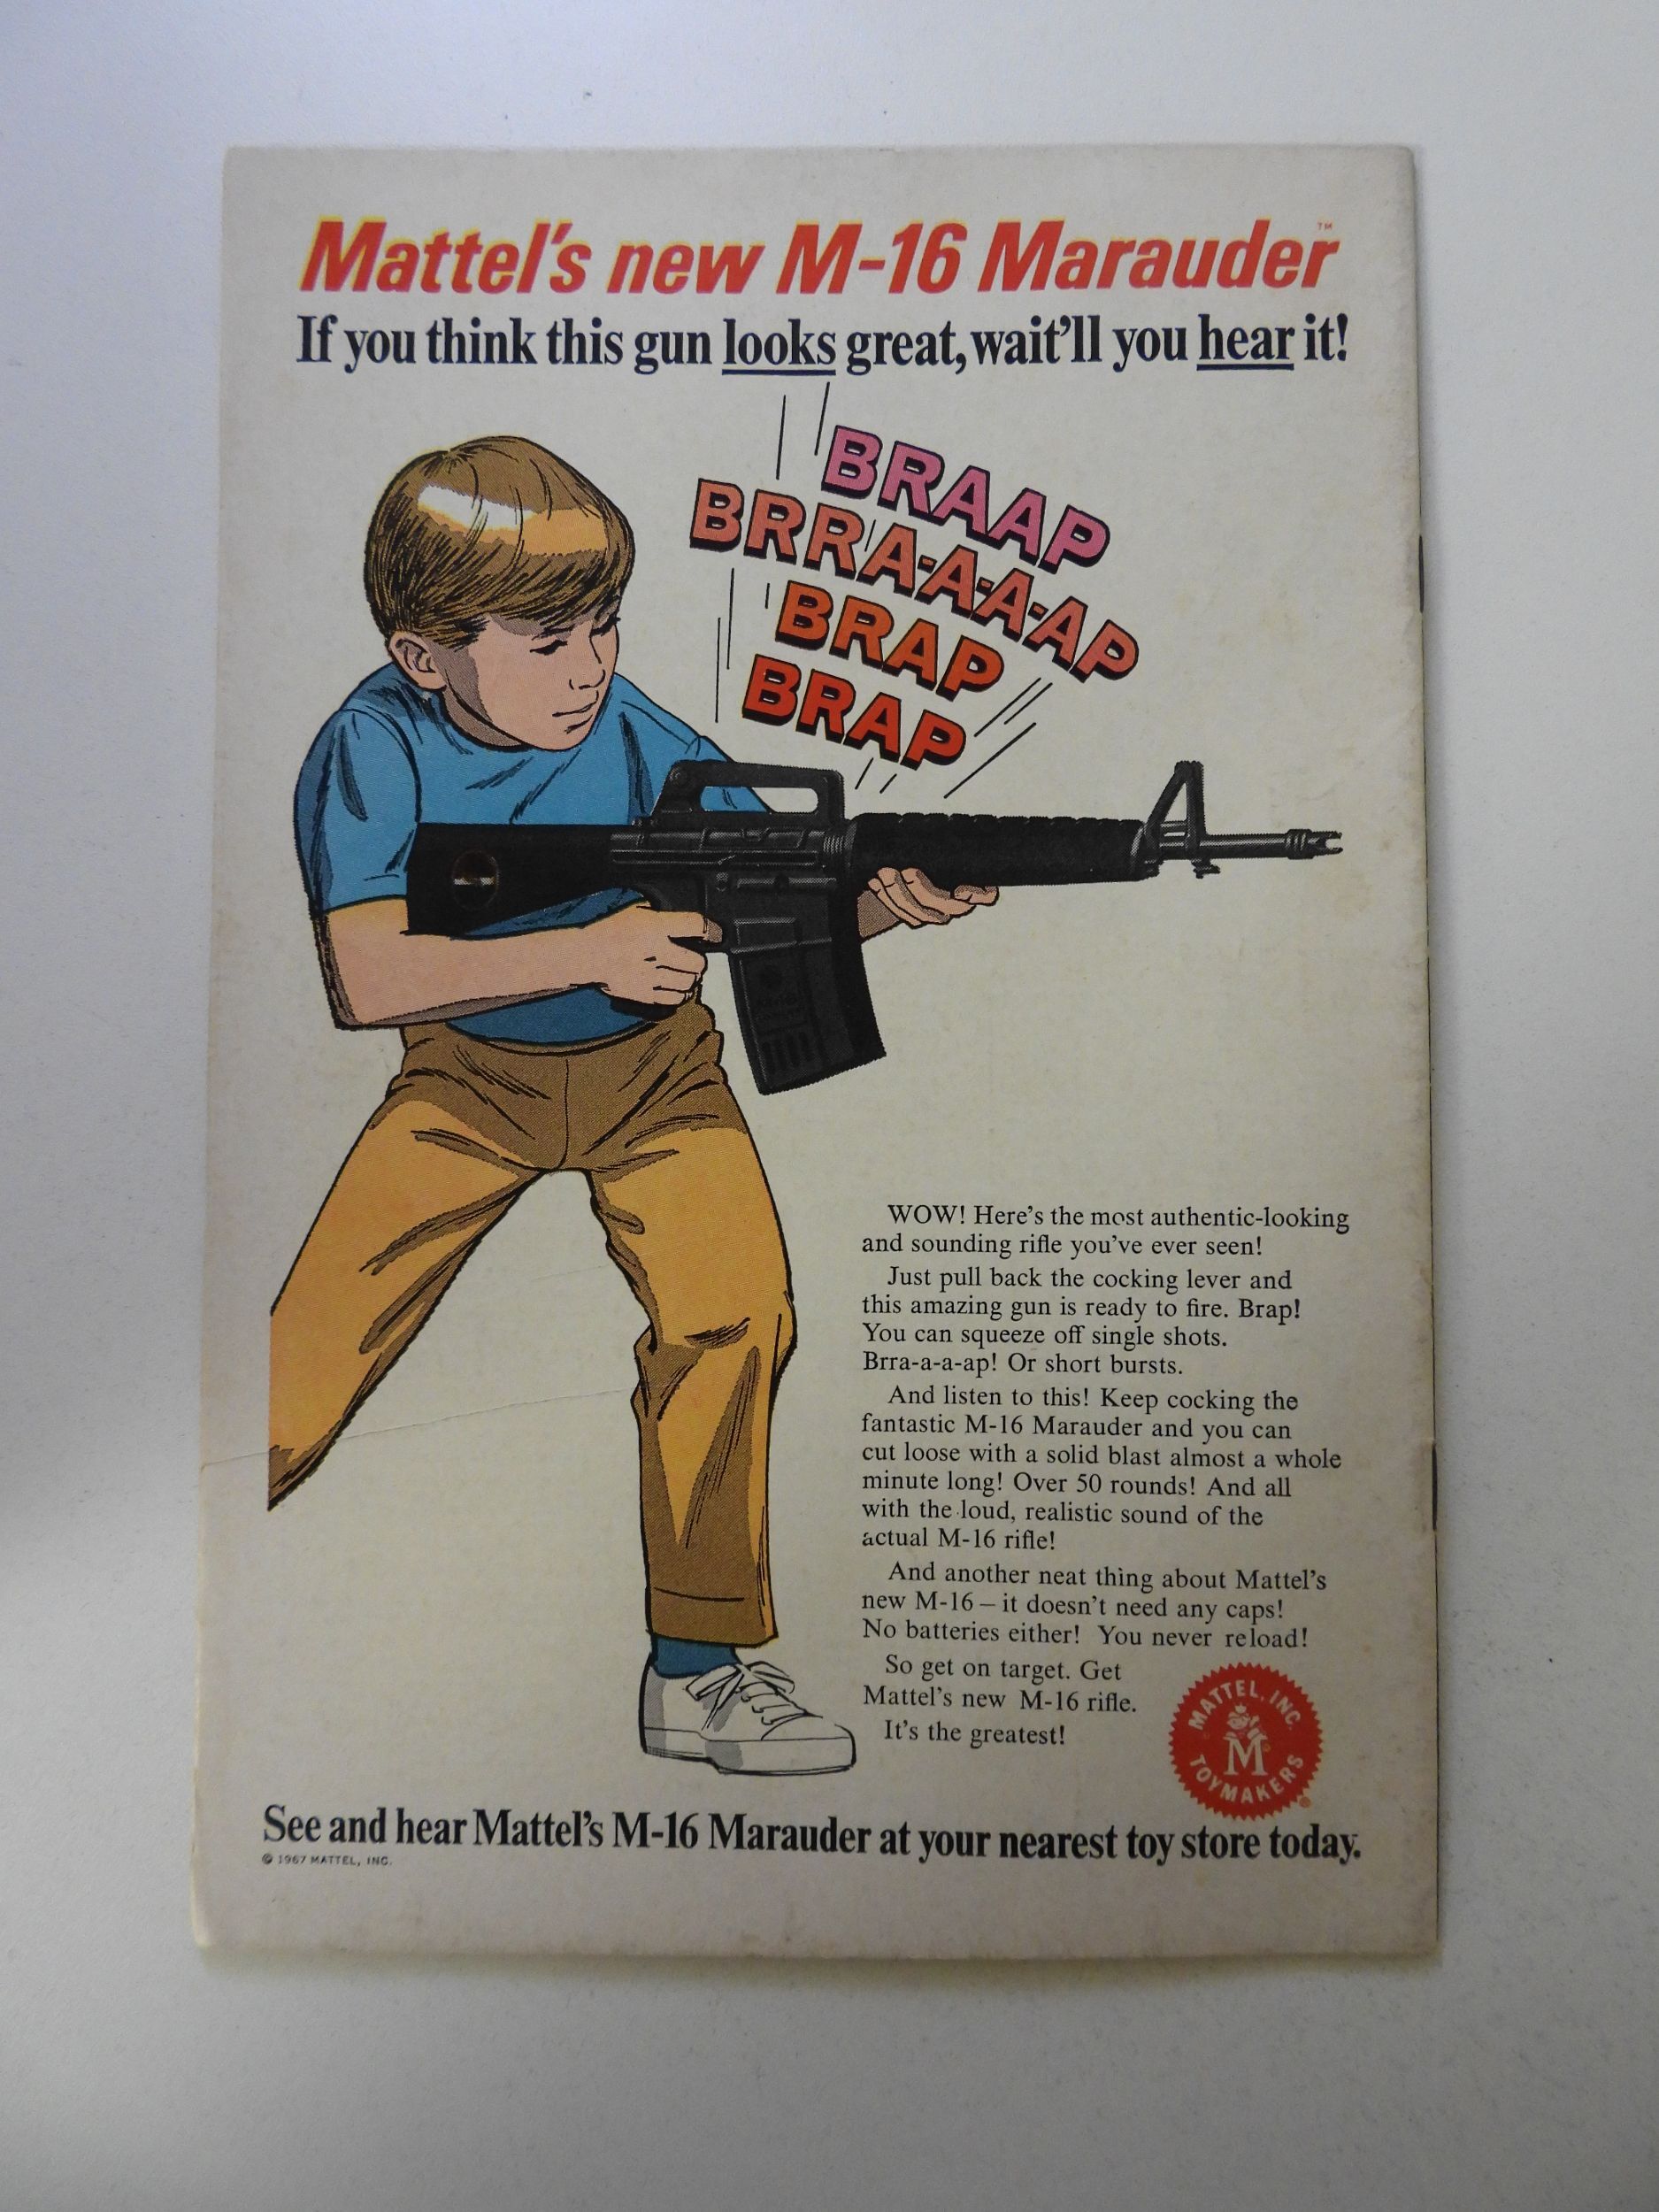 Mattel's new M-16 Marauder™
If you think this gun looks great, wait'll you hear it!
BRAAP
BRRA-A-A-AP
BRAP
BRAP
WOW! Here's the most authentic-looking
and sounding rifle you've ever seen!
Just pull back the cocking lever and
this amazing gun is ready to fire. Brap!
You can squeeze off single shots.
Brra-a-a-ap! Or short bursts.
And listen to this! Keep cocking the
fantastic M-16 Marauder and you can
cut loose with a solid blast almost a whole
minute long! Over 50 rounds! And all
with the loud, realistic sound of the
actual M-16 rifle!
And another neat thing about Mattel's
new M-16 – it doesn't need any caps!
No batteries either! You never reload!
So get on target. Get
Mattel's new M-16 rifle.
It's the greatest!
MATTEL, INC.
M
TOYMAKERS
®
See and hear Mattel's M-16 Marauder at your nearest toy store today.
© 1967 MATTEL, INC.